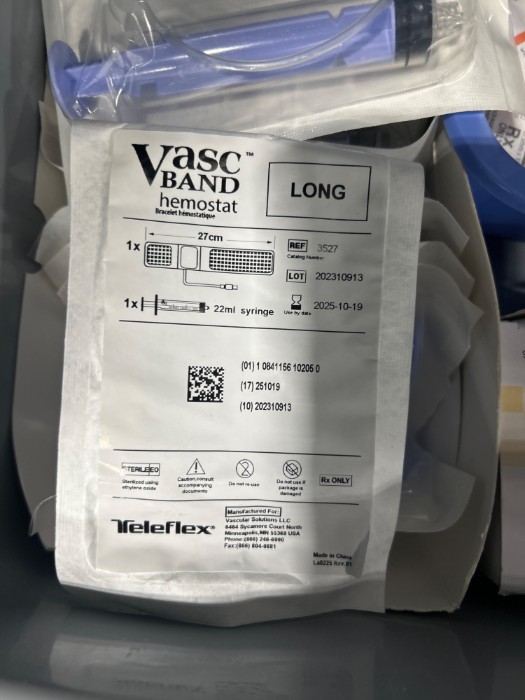 Vasc™
BAND
hemostat
Bracelet hémostatique
LONG
27cm
1x
1x
22ml syringe
REF 3527
Catalog Number
LOT 202310913
2025-10-19
Use by date
(01) 1 0841156 10205 0
(17) 251019
(10) 202310913
STERILE EO
Sterilized using
ethylene oxide
Caution,consult
accompanying
documents
Do not re-use
Do not use if
package is
damaged
Rx ONLY
Teleflex®
Manufactured For:
Vascular Solutions LLC
6464 Sycamore Court North
Minneapolis,MN 55369 USA
Made in China
RX